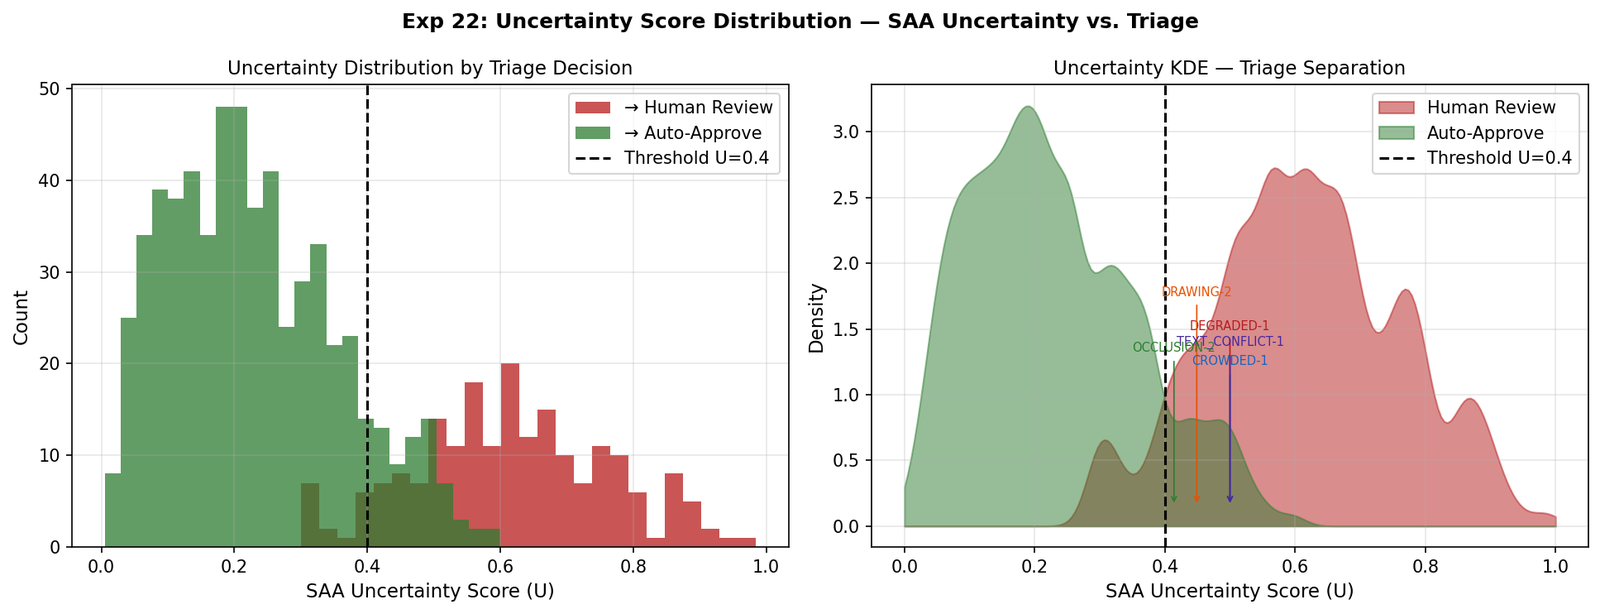 Exp 22: Uncertainty Score Distribution — SAA Uncertainty vs. Triage
Uncertainty Distribution by Triage Decision
50
40
30
20
10
0
Count
→ Human Review
→ Auto-Approve
Threshold U=0.4
0.0 0.2 0.4 0.6 0.8 1.0
SAA Uncertainty Score (U)
Uncertainty KDE — Triage Separation
3.0
2.5
2.0
1.5
1.0
0.5
0.0
Density
Human Review
Auto-Approve
Threshold U=0.4
DRAWING-2
DEGRADED-1
TEXT_CONFLICT-1
OCCLUSION-2
CROWDED-1
0.0 0.2 0.4 0.6 0.8 1.0
SAA Uncertainty Score (U)